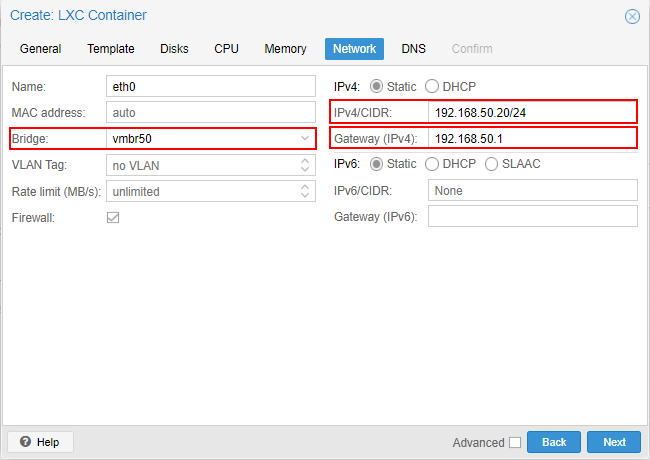 Create: LXC Container
General Template Disks CPU Memory Network DNS Confirm
Name: eth0
MAC address: auto
Bridge: vmbr50
VLAN Tag: no VLAN
Rate limit (MB/s): unlimited
Firewall:
IPv4: Static DHCP
IPv4/CIDR: 192.168.50.20/24
Gateway (IPv4): 192.168.50.1
IPv6: Static DHCP SLAAC
IPv6/CIDR: None
Gateway (IPv6):
Help Advanced Back Next